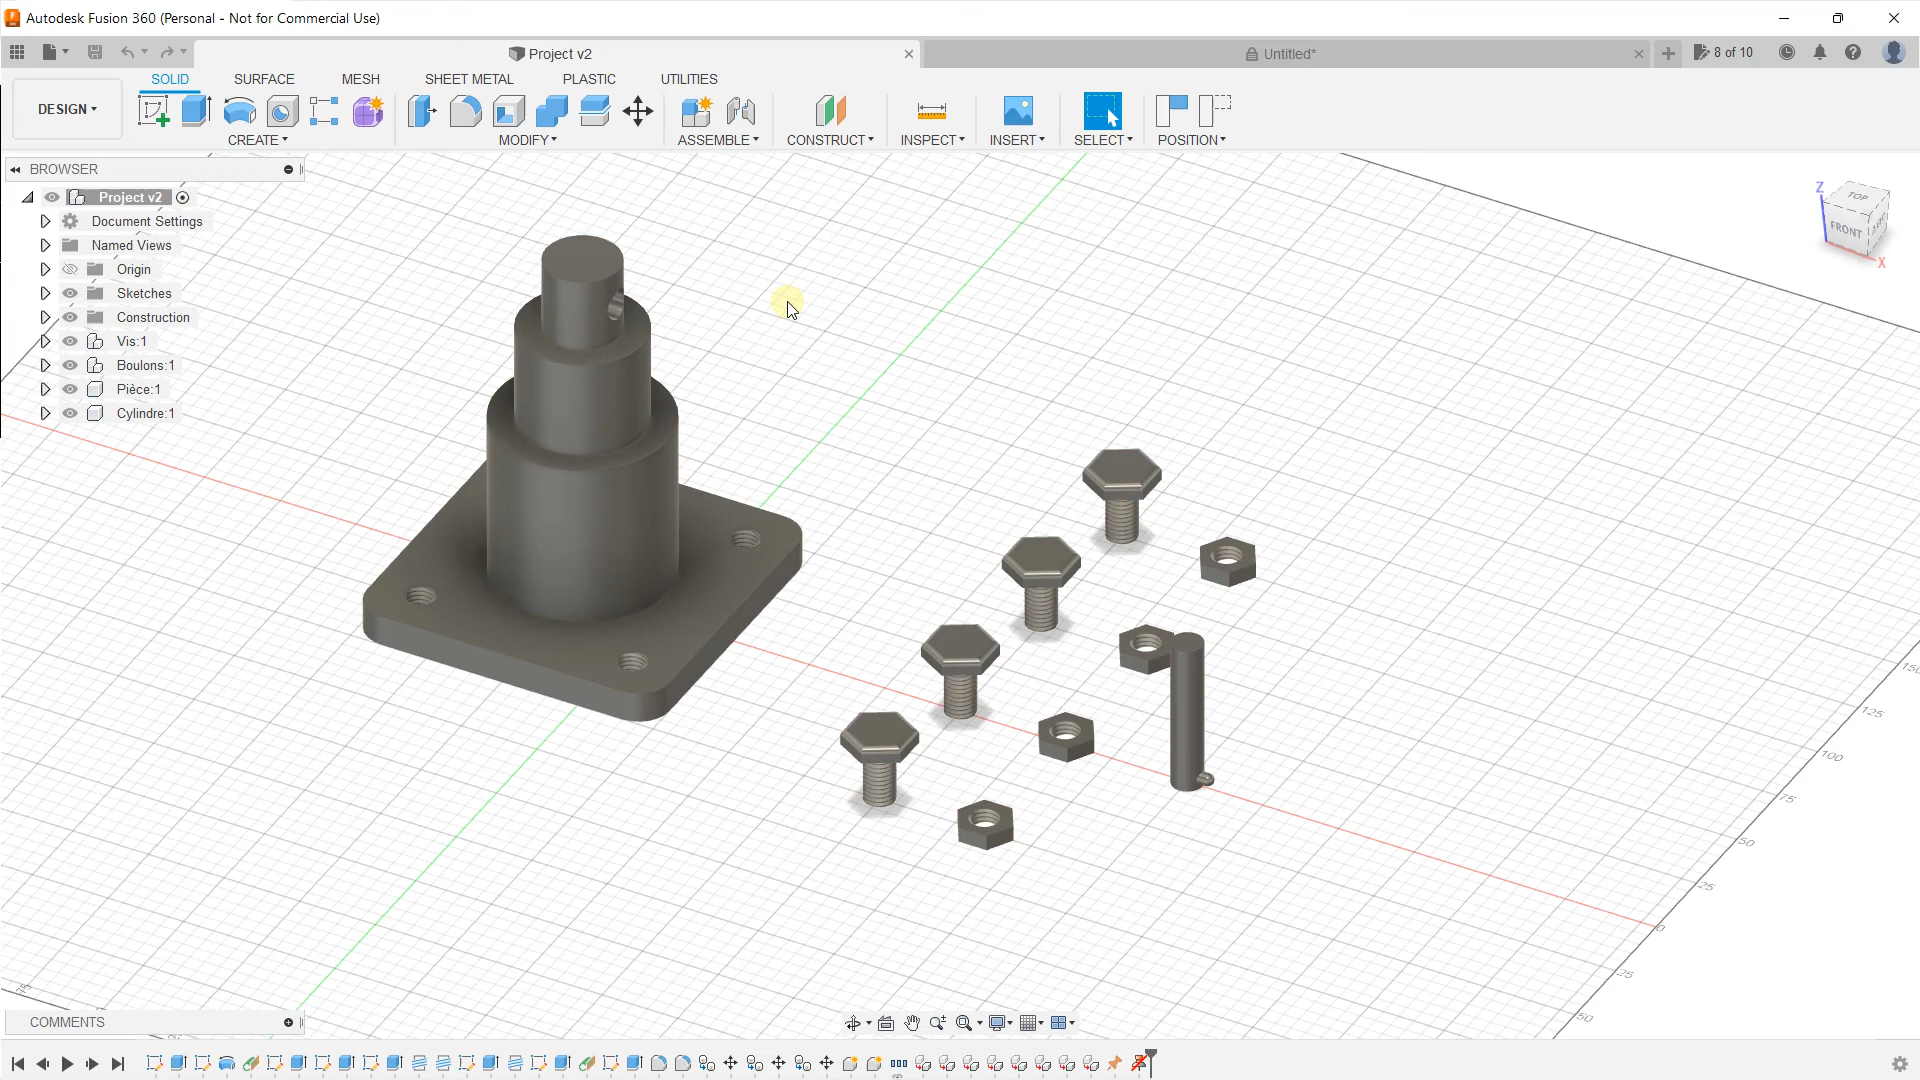 Autodesk Fusion 360 (Personal - Not for Commercial Use)
Project v2
Untitled*
8 of 10
SOLID
SURFACE
MESH
SHEET METAL
PLASTIC
UTILITIES
DESIGN
CREATE
MODIFY
ASSEMBLE
CONSTRUCT
INSPECT
INSERT
SELECT
POSITION
BROWSER
Project v2
Document Settings
Named Views
Origin
Sketches
Construction
Vis:1
Boulons:1
Pièce:1
Cylindre:1
Z
TOP
FRONT
X
150
125
100
75
50
25
0
25
50
75
COMMENTS